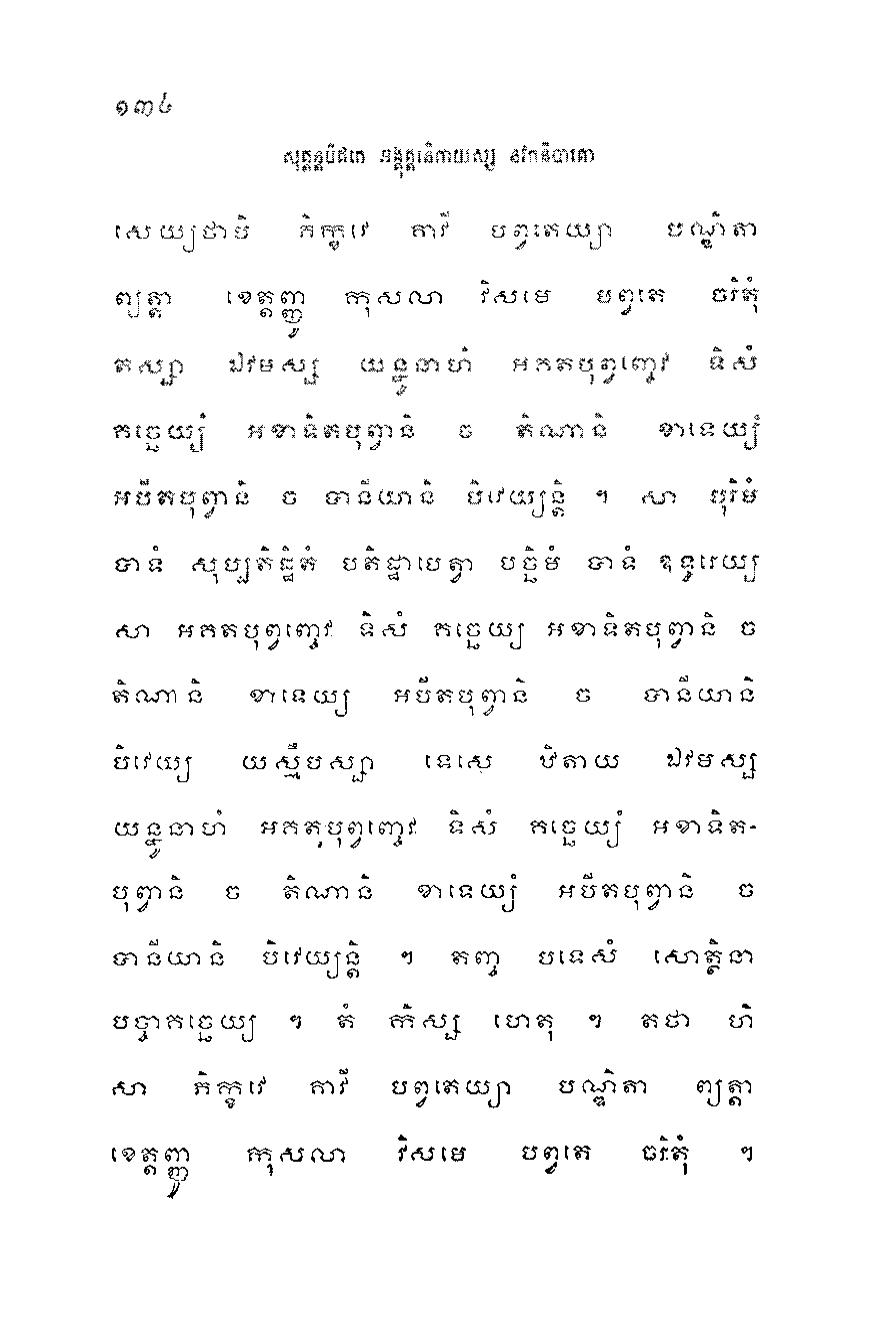 ១៣៤
សុត្តន្តបិដកេ អង្គុត្តរនិកាយស្ស នវកនិបាតោ
សេយ្យថាបិ ភិក្ខវេ គាវី បព្វតេយ្យា បណ្ឌិតា
ព្យត្តា ខេត្តញ្ញូ កុសលា វិសមេ បព្វតេ ចរិតុំ
តស្សា ឯវមស្ស យន្នូនាហំ អគតបុព្វញ្ចេវ ទិសំ
គច្ឆេយ្យំ អខាទិតបុព្វានិ ច តិណានិ ខាទេយ្យំ
អបីតបុព្វានិ ច បានីយានិ បិវេយ្យន្តិ ។ សា បុរិមំ
បាទំ សុប្បតិដ្ឋិតំ បតិដ្ឋាបេត្វា បច្ឆិមំ បាទំ ឧទ្ធរេយ្យ
សា អគតបុព្វញ្ចេវ ទិសំ គច្ឆេយ្យ អខាទិតបុព្វានិ ច
តិណានិ ខាទេយ្យ អបីតបុព្វានិ ច បានីយានិ
បិវេយ្យ យស្មឹបស្សា ទេសេ ឋិតាយ ឯវមស្ស
យន្នូនាហំ អគតបុព្វញ្ចេវ ទិសំ គច្ឆេយ្យំ អខាទិត-
បុព្វានិ ច តិណានិ ខាទេយ្យំ អបីតបុព្វានិ ច
បានីយានិ បិវេយ្យន្តិ ។ តញ្ច បទេសំ សោត្ថិនា
បច្ចាគច្ឆេយ្យ ។ តំ កិស្ស ហេតុ ។ តថា ហិ
សា ភិក្ខវេ គាវី បព្វតេយ្យា បណ្ឌិតា ព្យត្តា
ខេត្តញ្ញូ កុសលា វិសមេ បព្វតេ ចរិតុំ ។